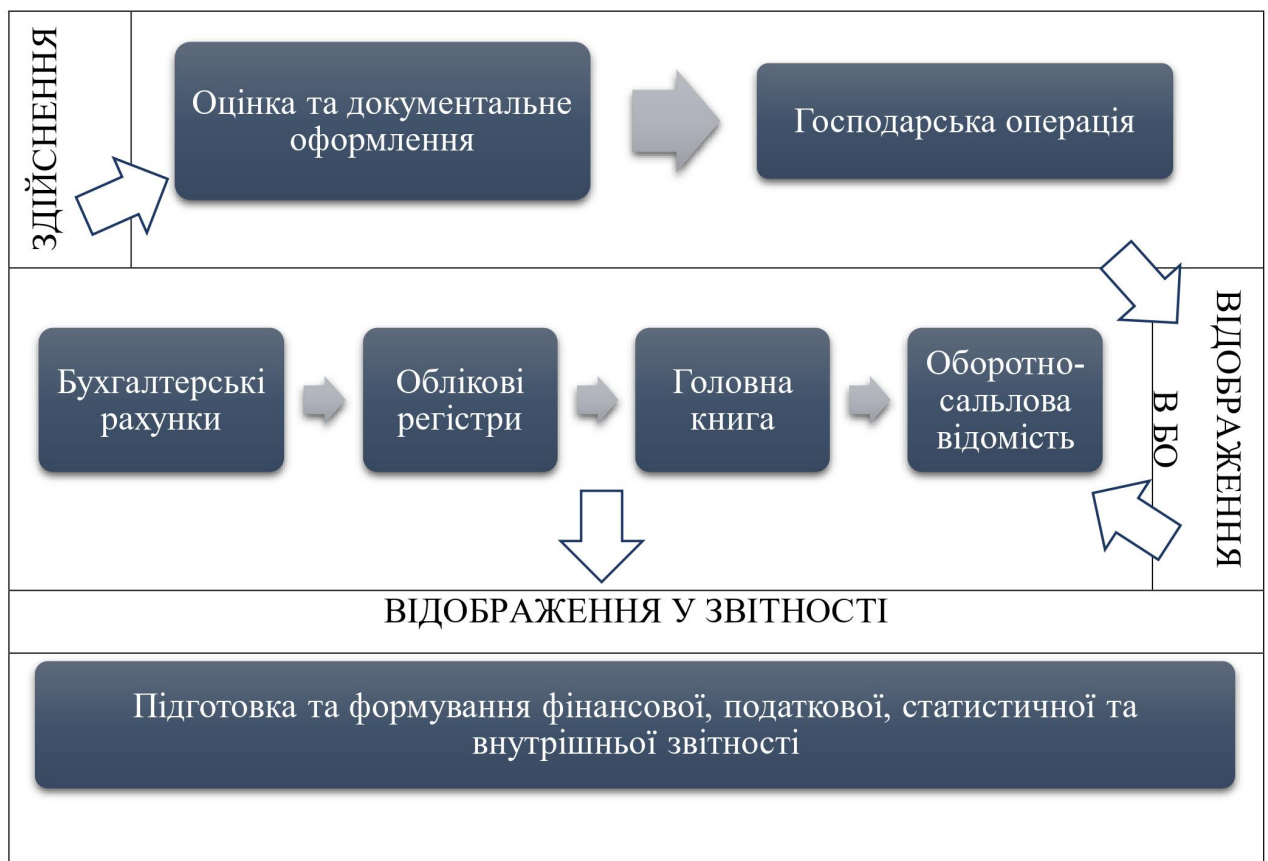 ЗДІЙСНЕННЯ
Оцінка та документальне
оформлення
Господарська операція
ВІДОБРАЖЕННЯ
В БО
Бухгалтерські
рахунки
Облікові
регістри
Головна
книга
Оборотно-
сальлова
відомість
ВІДОБРАЖЕННЯ У ЗВІТНОСТІ
Підготовка та формування фінансової, податкової, статистичної та
внутрішньої звітності